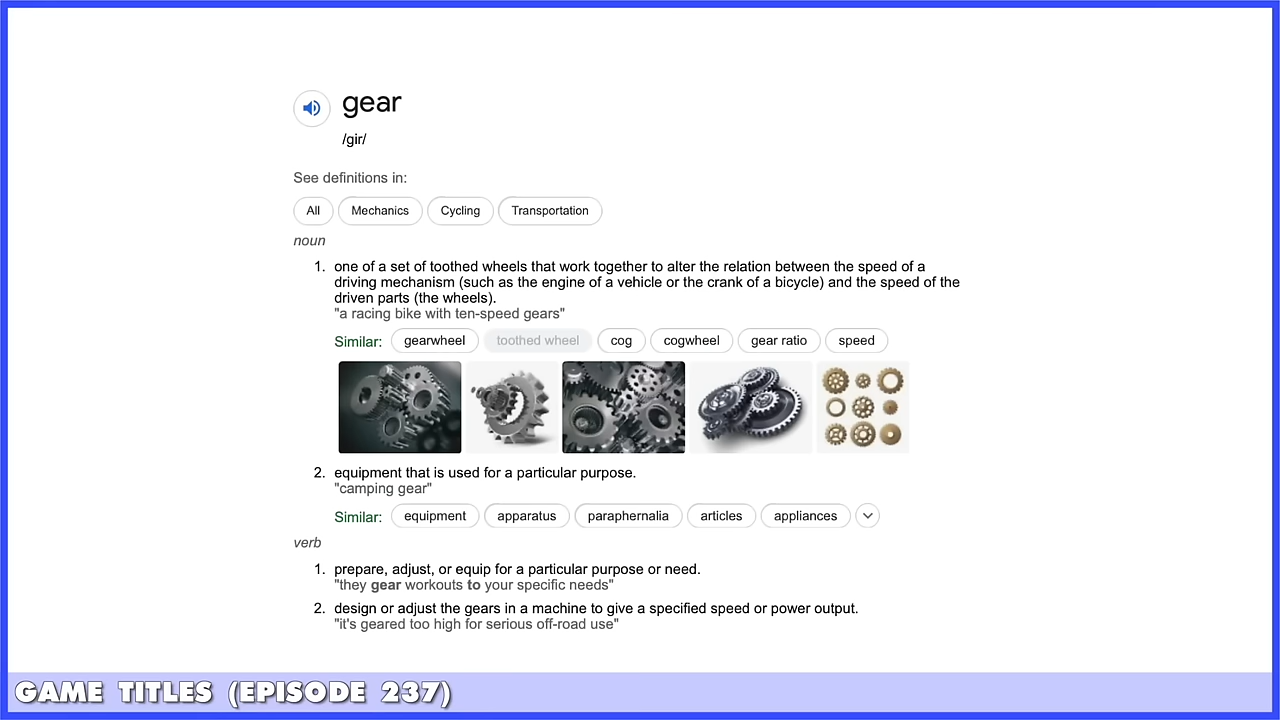 gear
/gir/
See definitions in:
All Mechanics Cycling Transportation
noun
1. one of a set of toothed wheels that work together to alter the relation between the speed of a
driving mechanism (such as the engine of a vehicle or the crank of a bicycle) and the speed of the
driven parts (the wheels).
"a racing bike with ten-speed gears"
Similar: gearwheel toothed wheel cog cogwheel gear ratio speed
2. equipment that is used for a particular purpose.
"camping gear"
Similar: equipment apparatus paraphernalia articles appliances
verb
1. prepare, adjust, or equip for a particular purpose or need.
"they gear workouts to your specific needs"
2. design or adjust the gears in a machine to give a specified speed or power output.
"it's geared too high for serious off-road use"
GAME TITLES (EPISODE 237)